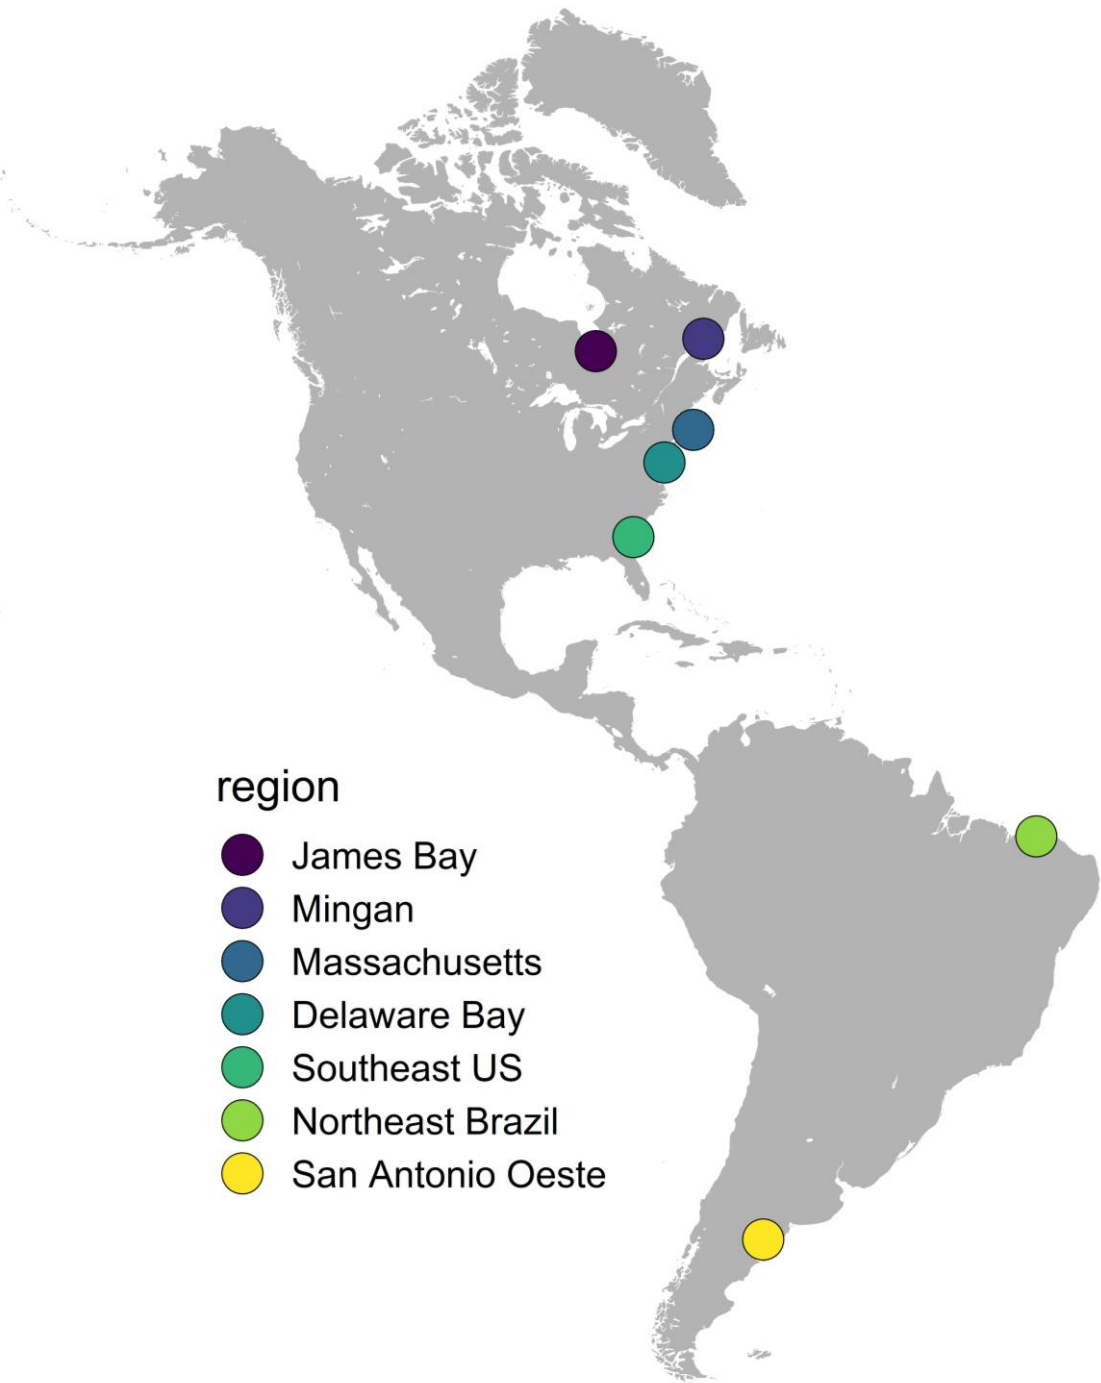 region
James Bay
Mingan
Massachusetts
Delaware Bay
Southeast US
Northeast Brazil
San Antonio Oeste